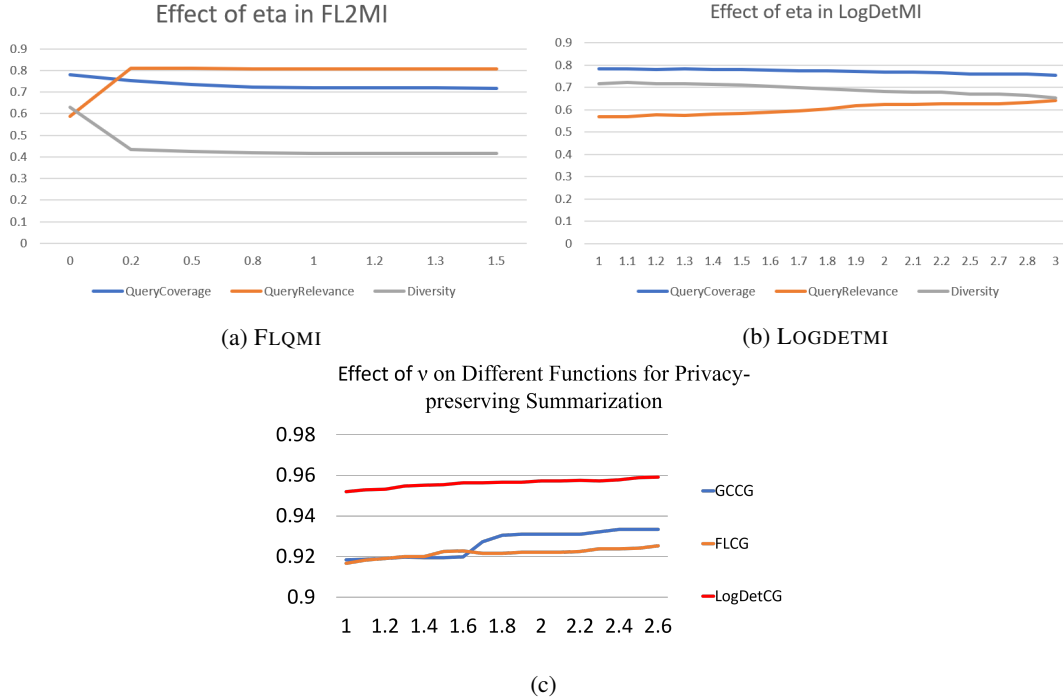 Effect of eta in FL2MI
0.9
0.8
0.7
0.6
0.5
0.4
0.3
0.2
0.1
0
0 0.2 0.5 0.8 1 1.2 1.3 1.5
QueryCoverage QueryRelevance Diversity
(a) FLQMI
Effect of eta in LogDetMI
0.9
0.8
0.7
0.6
0.5
0.4
0.3
0.2
0.1
0
1 1.1 1.2 1.3 1.4 1.5 1.6 1.7 1.8 1.9 2 2.1 2.2 2.5 2.7 2.8 3
QueryCoverage QueryRelevance Diversity
(b) LOGDETMI
Effect of ν on Different Functions for Privacy-
preserving Summarization
0.98
0.96
0.94
0.92
0.9
1 1.2 1.4 1.6 1.8 2 2.2 2.4 2.6
GCCG
FLCG
LogDetCG
(c)